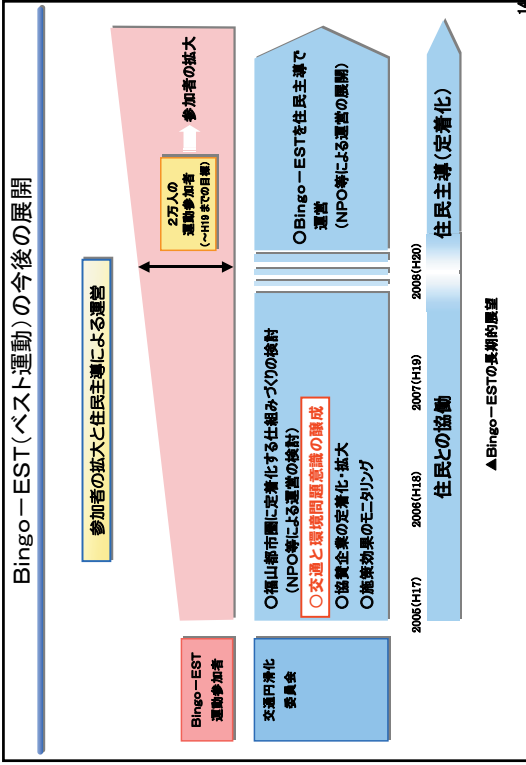 Bingo－EST(ベスト運動)の今後の展開
参加者の拡大と住民主導による運営
Bingo－EST
運動参加者
2万人の
運動参加者
(～H19までの目標)
参加者の拡大
交通円滑化
委員会
○福山都市圏に定着化する仕組みづくりの検討
(NPO等による運営の検討)
○交通と環境問題意識の醸成
○協賛企業の定着化・拡大
○施策効果のモニタリング
○Bingo－ESTを住民主導で
運営
(NPO等による運営の展開)
2005(H17)
2006(H18)
2007(H19)
2008(H20)
住民との協働
住民主導(定着化)
▲Bingo－ESTの長期的展望